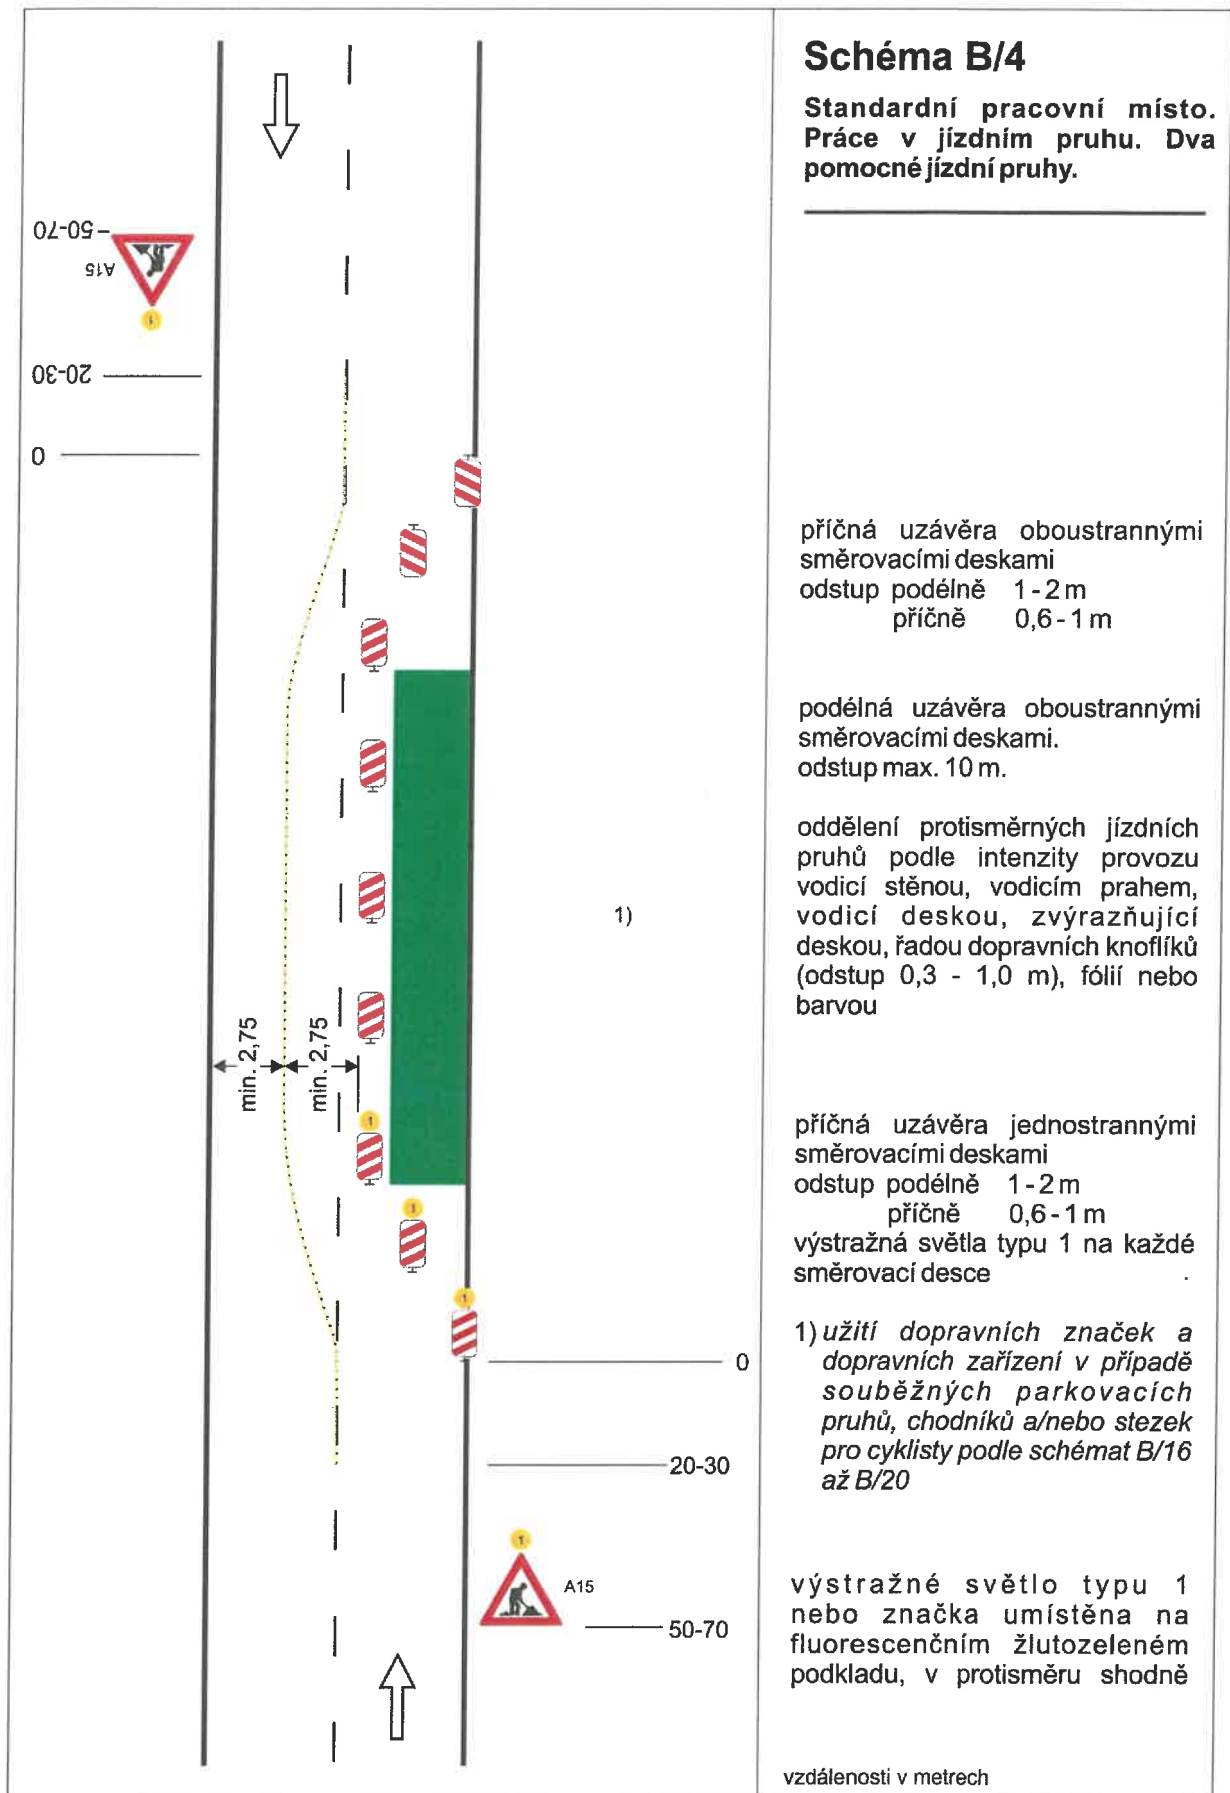 Schéma B/4
Standardní pracovní místo.
Práce v jízdním pruhu. Dva
pomocné jízdní pruhy.
50-70
A15
1
20-30
0
příčná uzávěra oboustrannými
směrovacími deskami
odstup podélně 1-2 m
příčně 0,6-1 m
podélná uzávěra oboustrannými
směrovacími deskami.
odstup max. 10 m.
oddělení protisměrných jízdních
pruhů podle intenzity provozu
vodicí stěnou, vodicím prahem,
vodicí deskou, zvýrazňující
deskou, řadou dopravních knoflíků
(odstup 0,3 - 1,0 m), fólií nebo
barvou
1)
min. 2,75
min. 2,75
1
1
1
příčná uzávěra jednostrannými
směrovacími deskami
odstup podélně 1-2 m
příčně 0,6-1 m
výstražná světla typu 1 na každé
směrovací desce
0
20-30
1) užití dopravních značek a
dopravních zařízení v případě
souběžných parkovacích
pruhů, chodníků a/nebo stezek
pro cyklisty podle schémat B/16
až B/20
1
A15
50-70
výstražné světlo typu 1
nebo značka umístěna na
fluorescenčním žlutozeleném
podkladu, v protisměru shodně
vzdálenosti v metrech